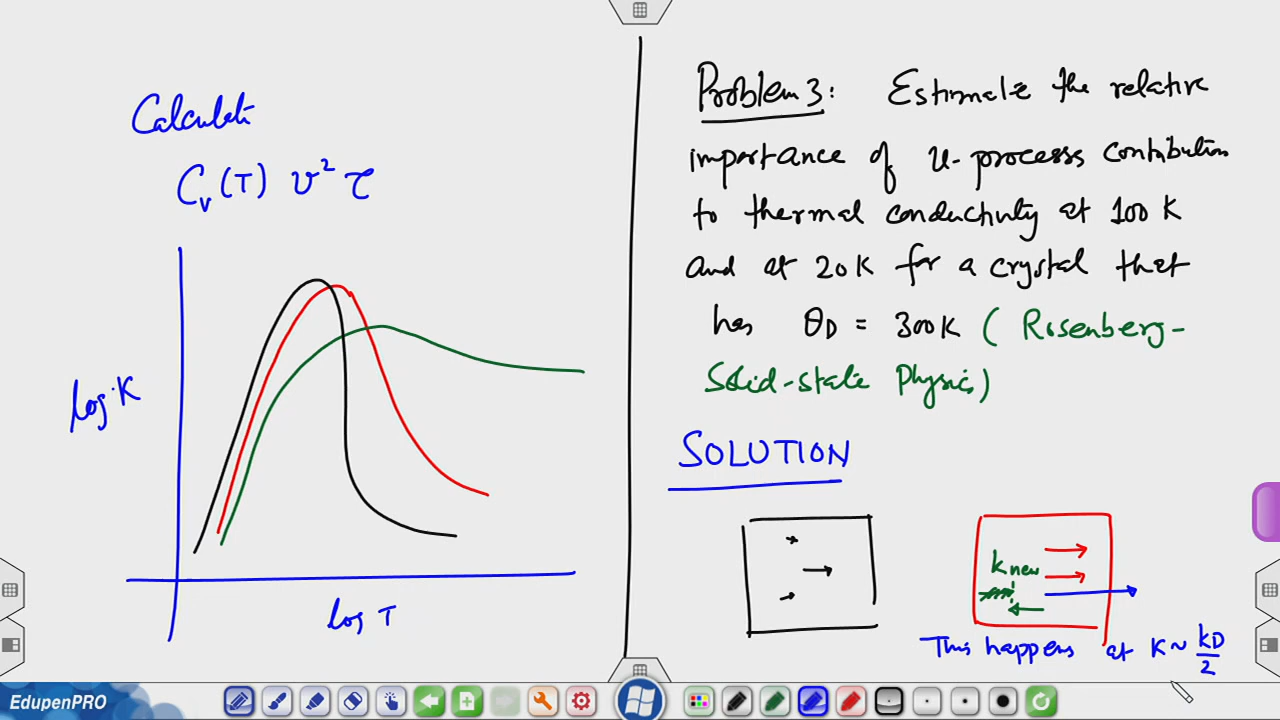 Calculate
Cv(T) v² τ
log K
log T
Problem 3: Estimate the relative
importance of U-process contribution
to thermal conductivity at 100 K
and at 20K for a crystal that
has θD = 300K (Rosenberg-
Solid-state Physics)
SOLUTION
knew
This happens at K ~ kD/2
EdupenPRO